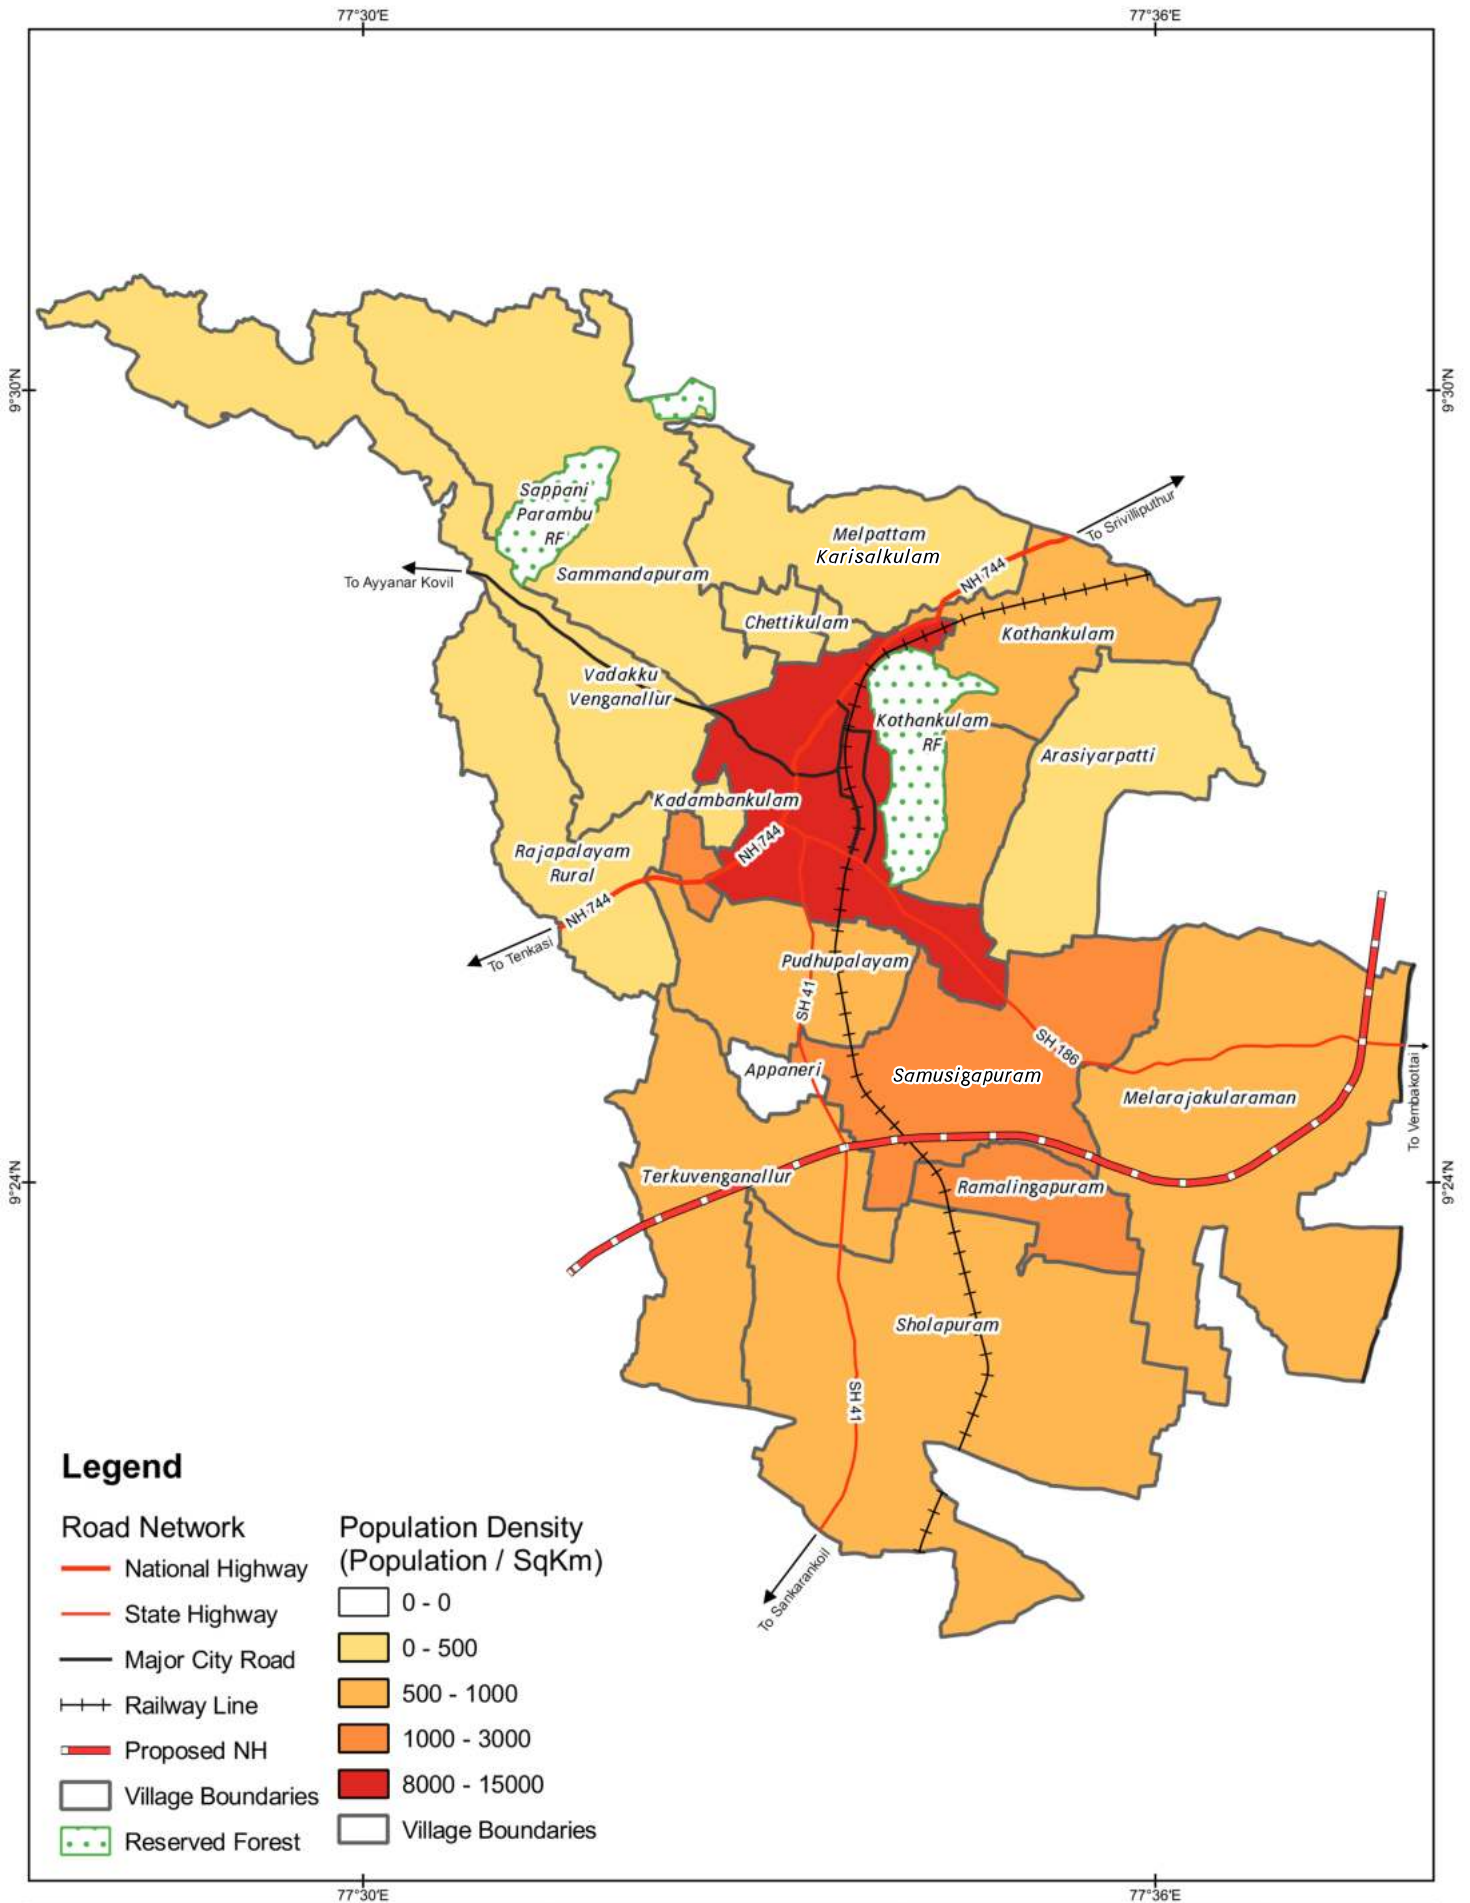 77°30'E
77°36'E
9°30'N
9°30'N
Sappani
Parambu
RF
To Srivilliputhur
Melpattam
Karisalkulam
NH 744
To Ayyanar Kovil
Sammandapuram
Chettikulam
Kothankulam
Vadakku
Venganallur
Kothankulam
RF
Arasiyarpatti
Kadambankulam
NH 744
Rajapalayam
Rural
NH 744
To Tenkasi
Pudhupalayam
SH 41
SH 186
Appaneri
Samusigapuram
Melarajakularaman
To Vembakottai
9°24'N
9°24'N
Terkuvenganallur
Ramalingapuram
Sholapuram
SH 41
To Sankarankoil
Legend
Road Network
National Highway
State Highway
Major City Road
Railway Line
Proposed NH
Village Boundaries
Reserved Forest
Population Density
(Population / SqKm)
0 - 0
0 - 500
500 - 1000
1000 - 3000
8000 - 15000
Village Boundaries
77°30'E
77°36'E